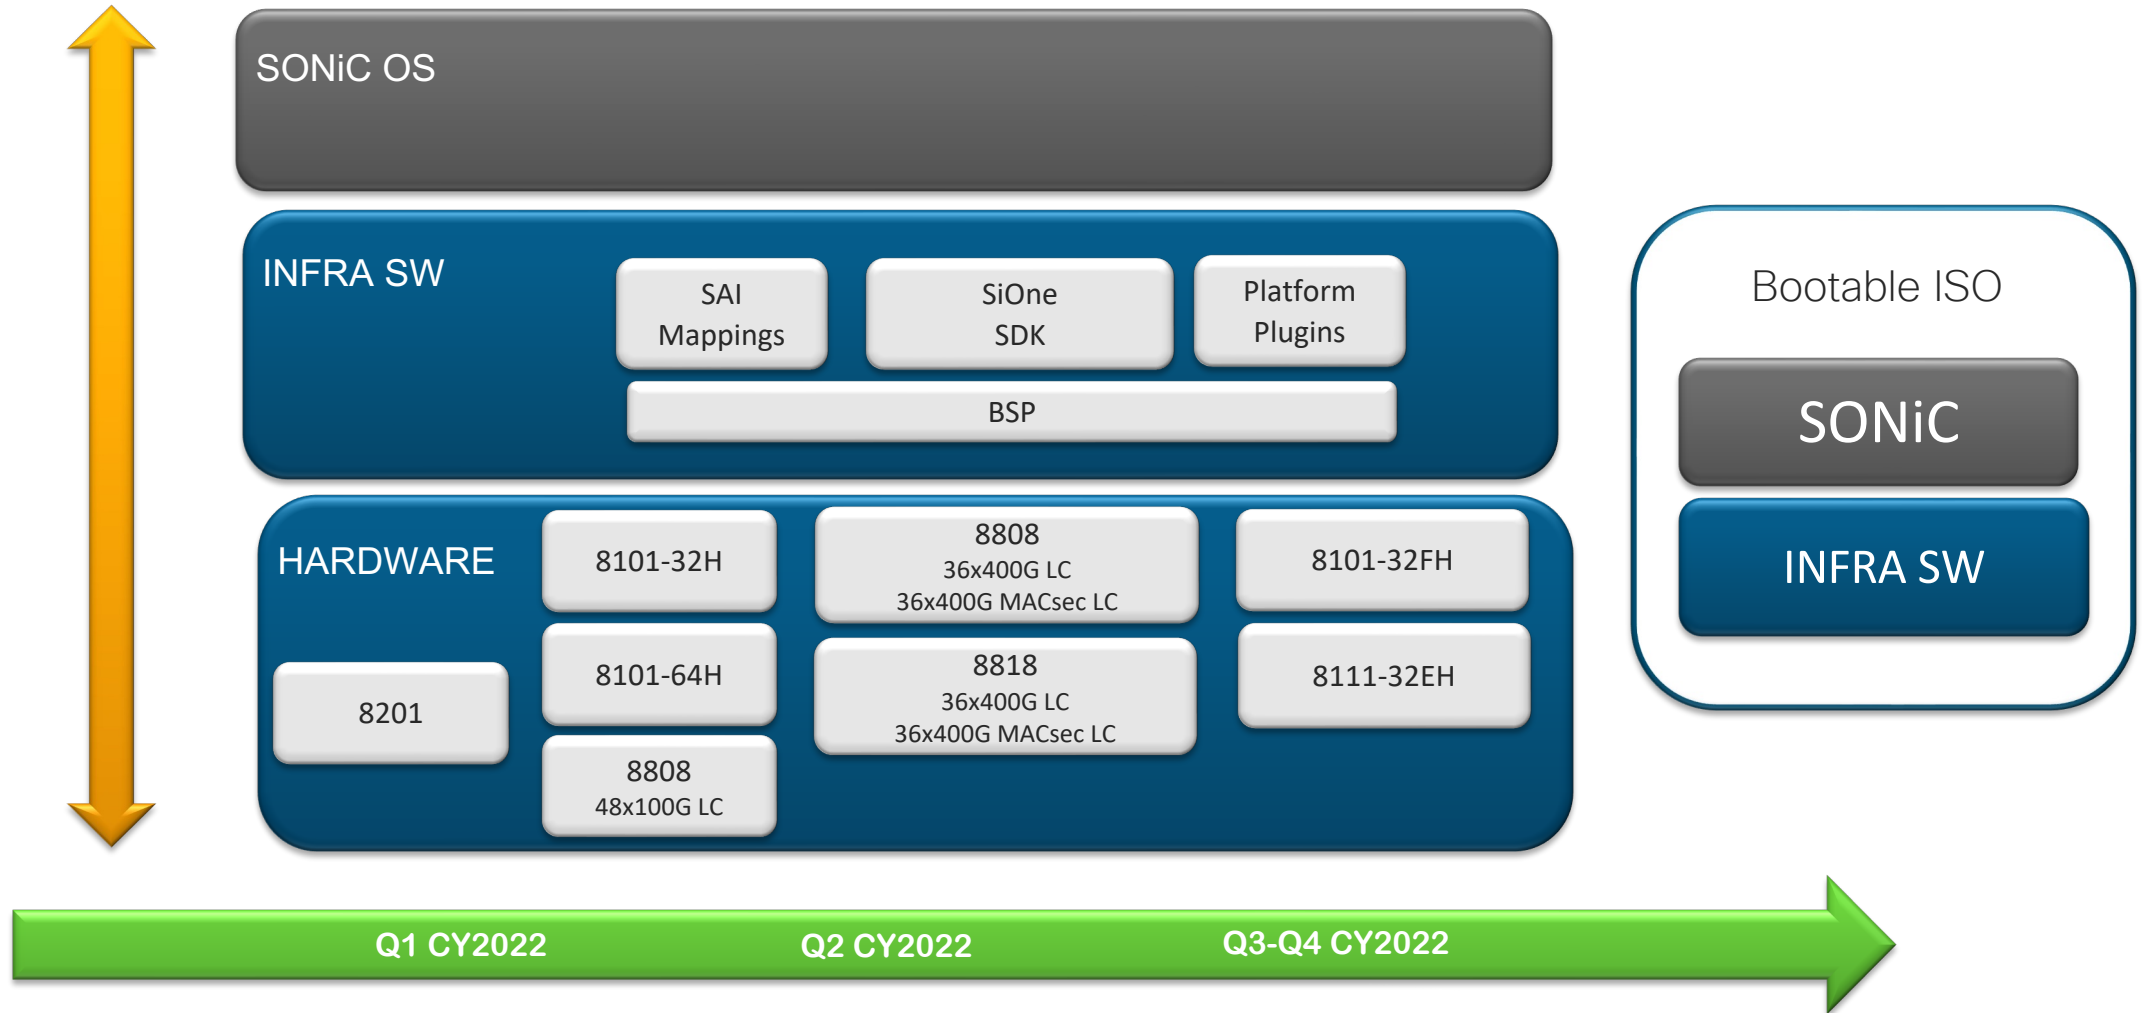 SONiC OS
INFRA SW
SAI
Mappings
SiOne
SDK
Platform
Plugins
BSP
HARDWARE
8201
8101-32H
8101-64H
8808
48x100G LC
8808
36x400G LC
36x400G MACsec LC
8818
36x400G LC
36x400G MACsec LC
8101-32FH
8111-32EH
Bootable ISO
SONiC
INFRA SW
Q1 CY2022
Q2 CY2022
Q3-Q4 CY2022